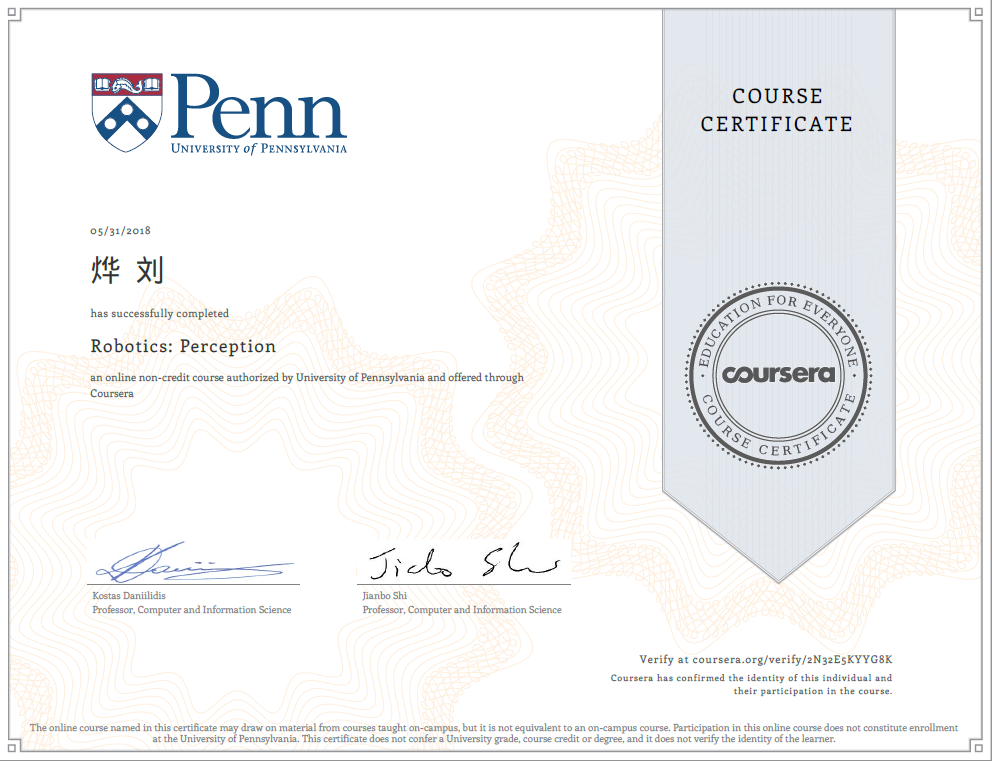 Penn
UNIVERSITY of PENNSYLVANIA
COURSE
CERTIFICATE
05/31/2018
烨 刘
has successfully completed
Robotics: Perception
an online non-credit course authorized by University of Pennsylvania and offered through
Coursera
EDUCATION FOR EVERYONE
coursera
COURSE CERTIFICATE
Jianbo Shi
Kostas Daniilidis
Professor, Computer and Information Science
Jianbo Shi
Professor, Computer and Information Science
Verify at coursera.org/verify/2N32E5KYYG8K
Coursera has confirmed the identity of this individual and
their participation in the course.
The online course named in this certificate may draw on material from courses taught on-campus, but it is not equivalent to an on-campus course. Participation in this online course does not constitute enrollment
at the University of Pennsylvania. This certificate does not confer a University grade, course credit or degree, and it does not verify the identity of the learner.